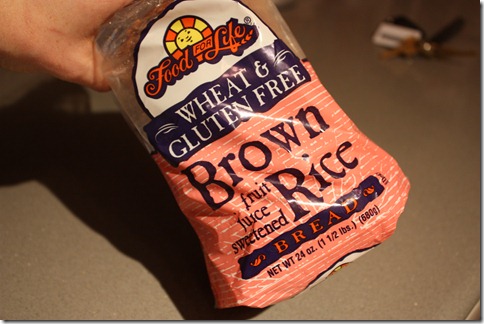 Food FOR Life®
WHEAT &
GLUTEN FREE
Brown
fruit
juice
sweetened
Rice
BREAD
NET WT 24 oz. (1 1/2 lbs.) (680g)